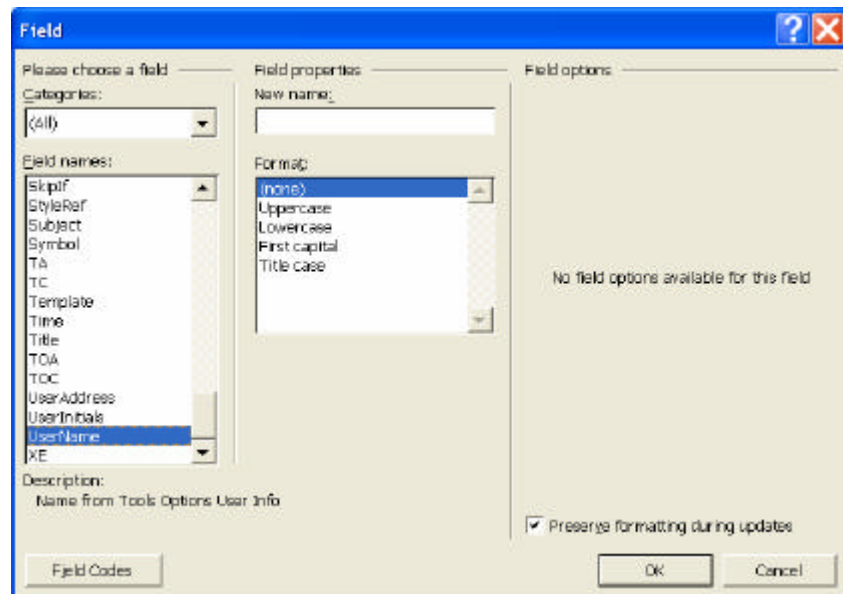 Field
Please choose a field
Categories:
(All)
Field names:
SkipIf
StyleRef
Subject
Symbol
TA
TC
Template
Time
Title
TOA
TOC
UserAddress
UserInitials
UserName
XE
Description:
Name from Tools Options User Info
Field Codes
Field properties
New name:
Format:
(none)
Uppercase
Lowercase
First capital
Title case
Field options
No field options available for this field
Preserve formatting during updates
OK
Cancel